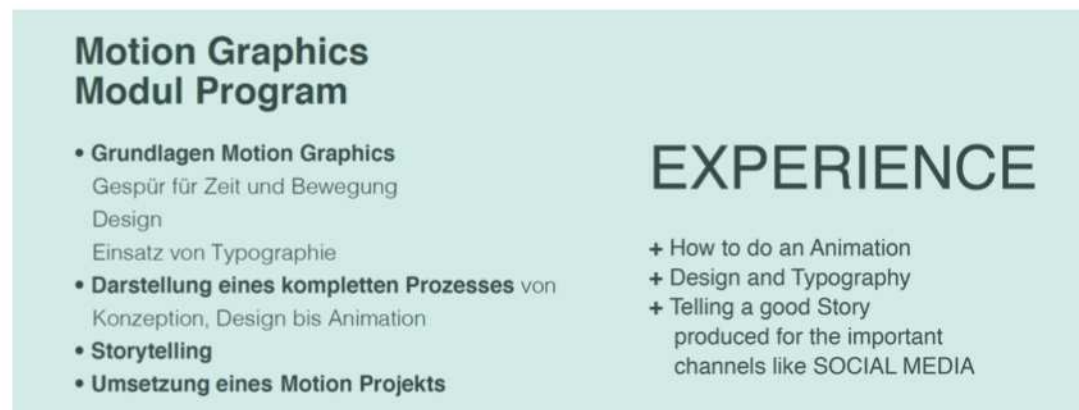 Motion Graphics
Modul Program
• Grundlagen Motion Graphics
Gespür für Zeit und Bewegung
Design
Einsatz von Typographie
• Darstellung eines kompletten Prozesses von
Konzeption, Design bis Animation
• Storytelling
• Umsetzung eines Motion Projekts
EXPERIENCE
+ How to do an Animation
+ Design and Typography
+ Telling a good Story
produced for the important
channels like SOCIAL MEDIA